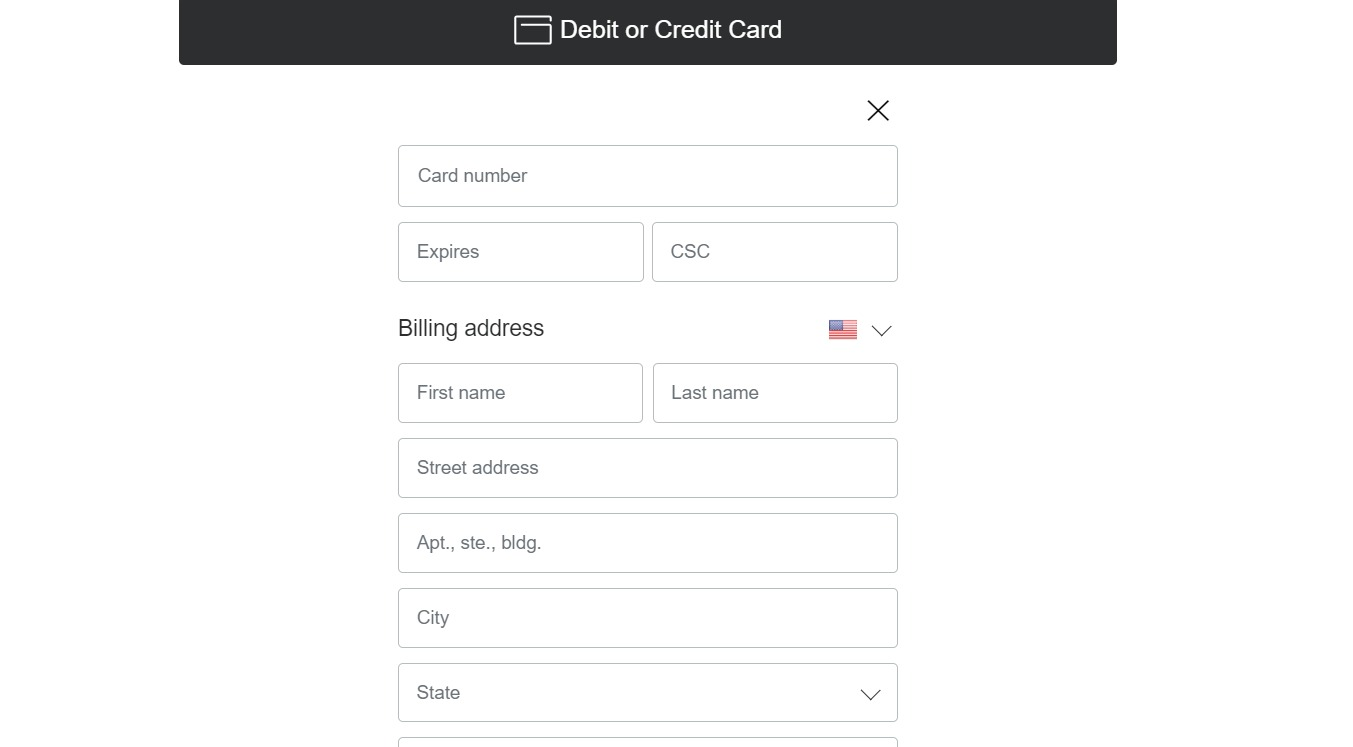 Debit or Credit Card
Card number
Expires
CSC
Billing address
First name
Last name
Street address
Apt., ste., bldg.
City
State